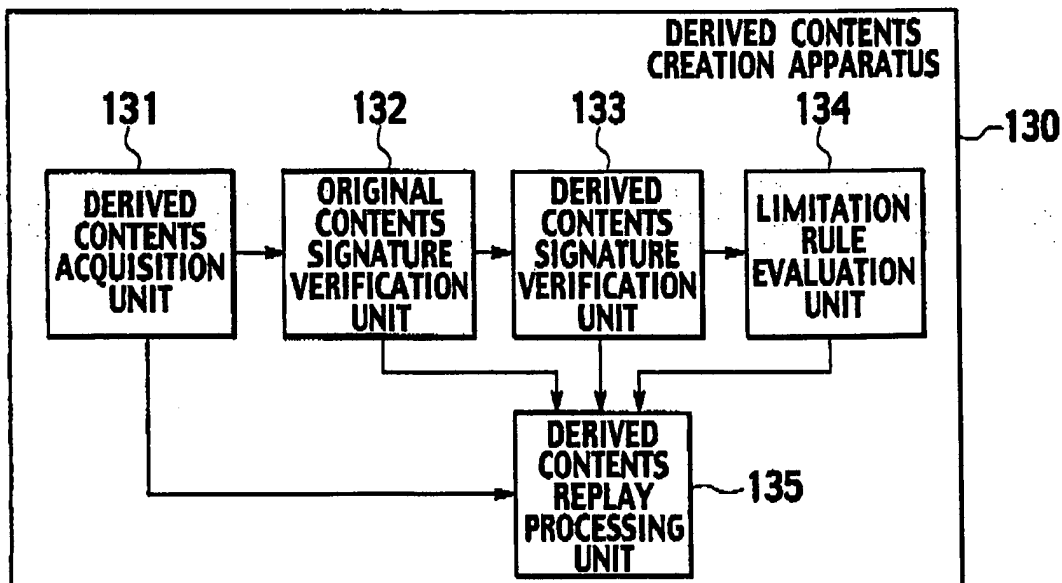 DERIVED CONTENTS
CREATION APPARATUS
130
131
132
133
134
DERIVED
CONTENTS
ACQUISITION
UNIT
ORIGINAL
CONTENTS
SIGNATURE
VERIFICATION
UNIT
DERIVED
CONTENTS
SIGNATURE
VERIFICATION
UNIT
LIMITATION
RULE
EVALUATION
UNIT
DERIVED
CONTENTS
REPLAY
PROCESSING
UNIT
135